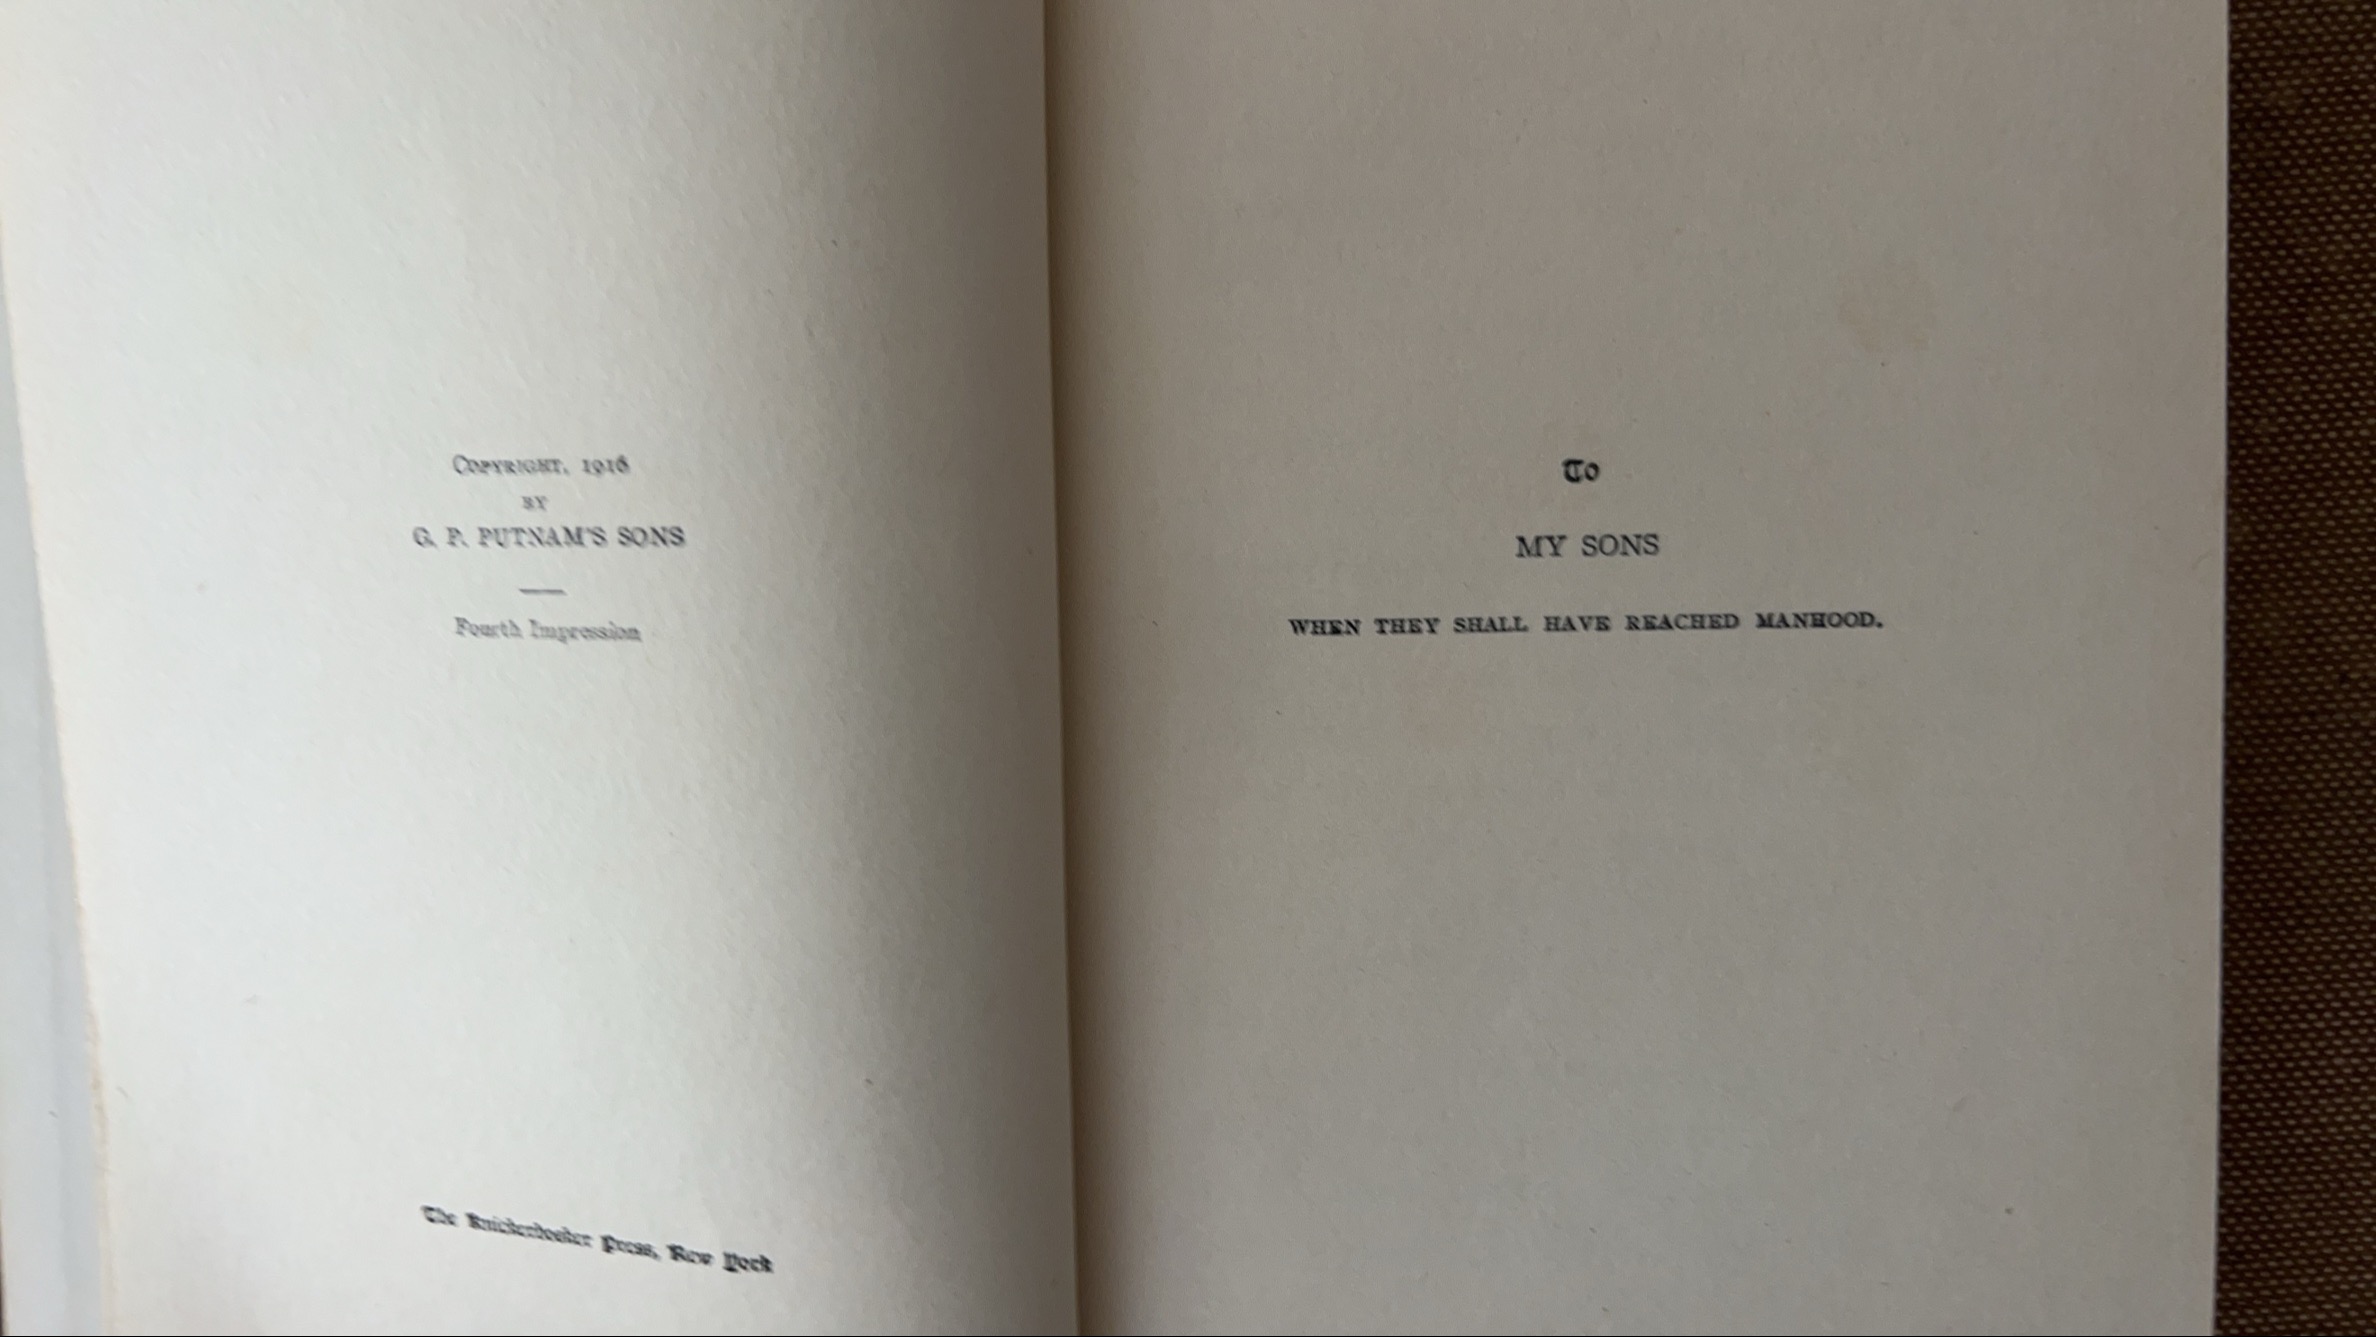 COPYRIGHT, 1916
BY
G. P. PUTNAM'S SONS
Fourth Impression
The Knickerbocker Press, New York
To
MY SONS
WHEN THEY SHALL HAVE REACHED MANHOOD.